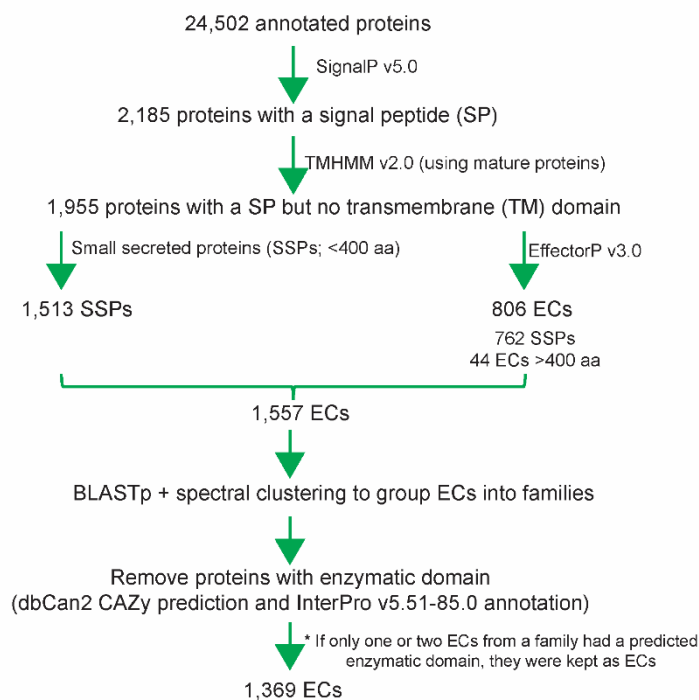 24,502 annotated proteins
SignalP v5.0
2,185 proteins with a signal peptide (SP)
TMHMM v2.0 (using mature proteins)
1,955 proteins with a SP but no transmembrane (TM) domain
Small secreted proteins (SSPs; <400 aa)
EffectorP v3.0
1,513 SSPs
806 ECs
762 SSPs
44 ECs >400 aa
1,557 ECs
BLASTp + spectral clustering to group ECs into families
Remove proteins with enzymatic domain
(dbCan2 CAZy prediction and InterPro v5.51-85.0 annotation)
* If only one or two ECs from a family had a predicted
enzymatic domain, they were kept as ECs
1,369 ECs